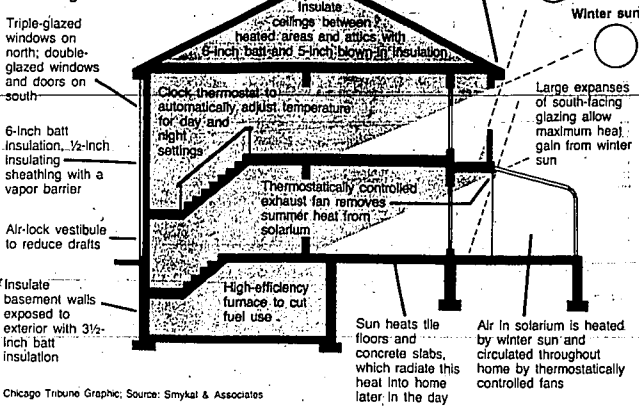 Triple-glazed
windows on
north; double-
glazed windows
and doors on
south
6-inch batt
insulation, ½-inch
insulating
sheathing with a
vapor barrier
Air-lock vestibule
to reduce drafts
Insulate
basement walls
exposed to
exterior with 3½-
inch batt
insulation
Insulate
ceilings between
heated areas and attics with
6-inch batt and 5-inch blown-in insulation
Clock thermostat to
automatically adjust temperature
for day and
night
settings
Thermostatically controlled
exhaust fan removes
summer heat from
solarium
High-efficiency
furnace to cut
fuel use
Winter sun
Large expanses
of south-facing
glazing allow
maximum heat
gain from winter
sun
Sun heats tile
floors and
concrete slabs,
which radiate this
heat into home
later in the day
Air in solarium is heated
by winter sun and
circulated throughout
home by thermostatically
controlled fans
Chicago Tribune Graphic; Source: Smykal & Associates